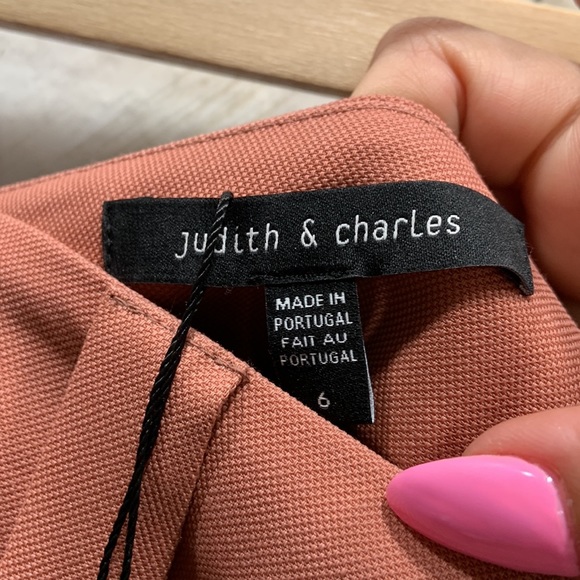 Judith & charles
MADE IN
PORTUGAL
FAIT AU
PORTUGAL
6